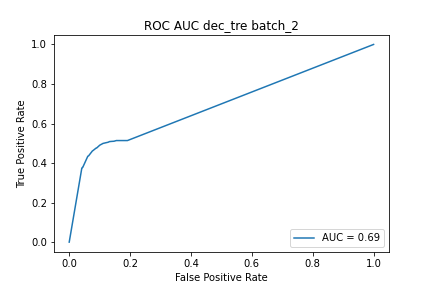 ROC AUC dec_tre batch_2
True Positive Rate
1.0
0.8
0.6
0.4
0.2
0.0
AUC = 0.69
0.0 0.2 0.4 0.6 0.8 1.0
False Positive Rate